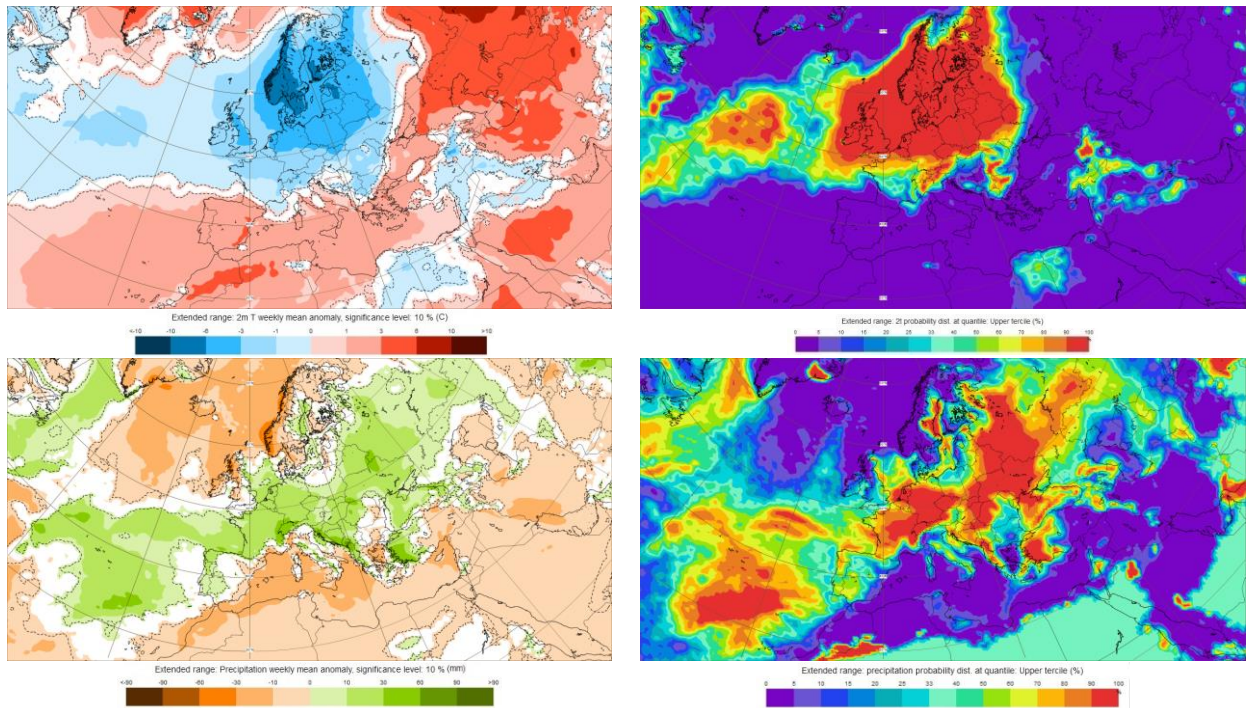 Extended range: 2m T weekly mean anomaly, significance level: 10 % (C)
<-10 -10 -6 -3 -1 0 1 3 6 10 >10
Extended range: 2t probability dist. at quantile: Upper tercile (%)
0 5 10 15 20 25 33 40 50 60 70 80 90 100
%
Extended range: Precipitation weekly mean anomaly, significance level: 10 % (mm)
<-90 -90 -60 -30 -10 0 10 30 60 90 >90
Extended range: precipitation probability dist. at quantile: Upper tercile (%)
0 5 10 15 20 25 33 40 50 60 70 80 90 100
%